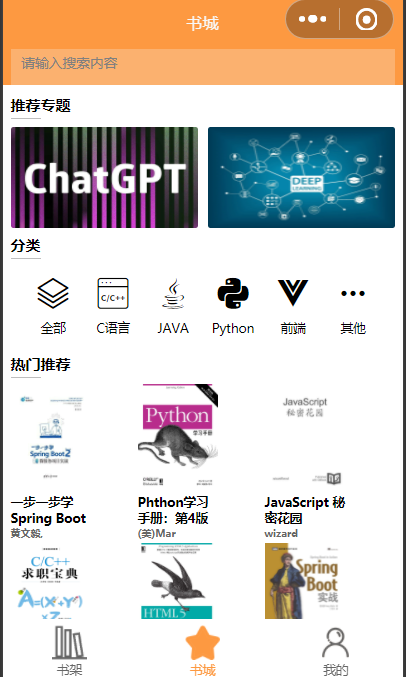 书城
请输入搜索内容
推荐专题
ChatGPT
DEEP
LEARNING
分类
C/C++
全部
C语言
JAVA
Python
前端
其他
热门推荐
一步一步学
Spring Boot 2
Python
学习手册
O'REILLY
JavaScript
秘密花园
一步一步学
Spring Boot
黄文毅,
Phthon学习
手册：第4版
(美)Mar
JavaScript 秘
密花园
wizard
C/C++
求职宝典
A=(X+Y)
HTML5
Spring
Boot
实战
书架
书城
我的